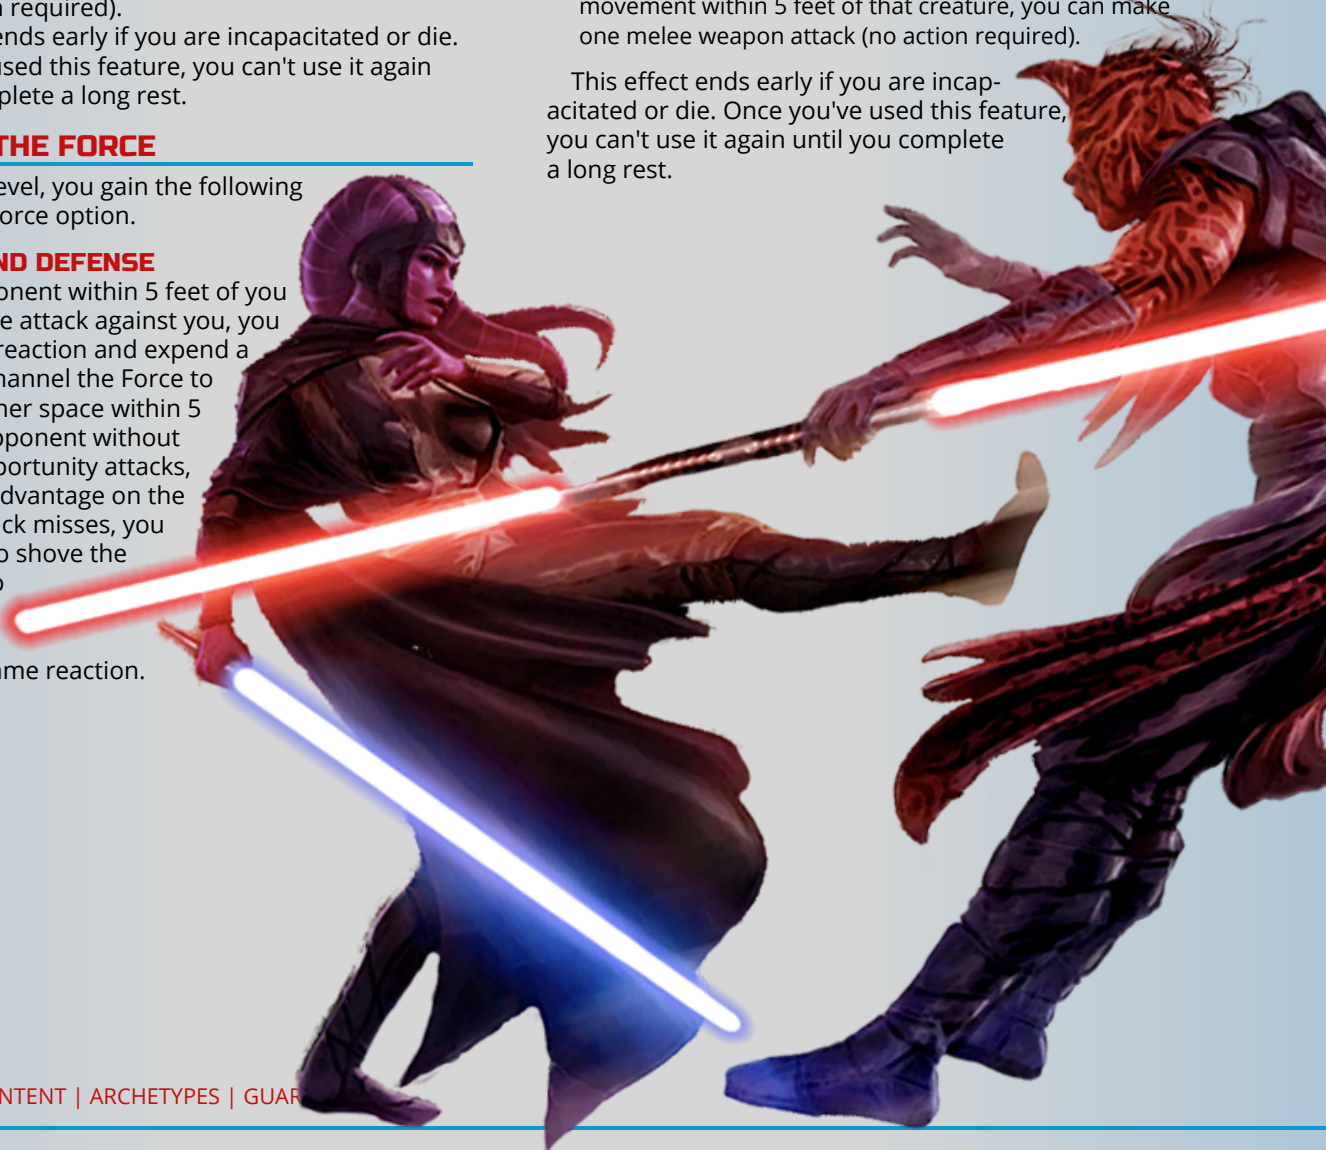 required).
ends early if you are incapacitated or die.
used this feature, you can't use it again
plete a long rest.
THE FORCE
evel, you gain the following
orce option.
ND DEFENSE
onent within 5 feet of you
e attack against you, you
reaction and expend a
hannel the Force to
her space within 5
pponent without
portunity attacks,
dvantage on the
ck misses, you
o shove the
o
ame reaction.
movement within 5 feet of that creature, you can make
one melee weapon attack (no action required).
This effect ends early if you are incap-
acitated or die. Once you've used this feature,
you can't use it again until you complete
a long rest.
NTENT | ARCHETYPES | GUAR